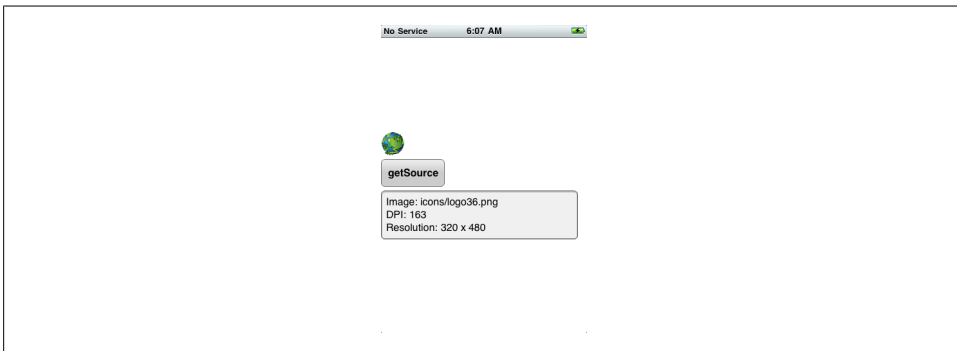 No Service 6:07 AM
getSource
Image: icons/logo36.png
DPI: 163
Resolution: 320 x 480